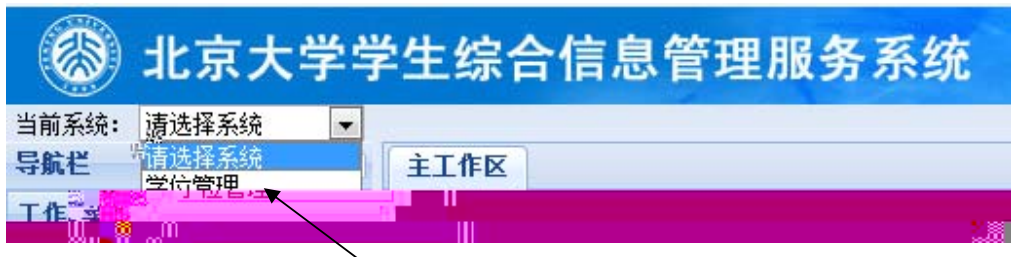 北京大学学生综合信息管理服务系统
当前系统： 请选择系统
导航栏 请选择系统 主工作区
学位管理
工作